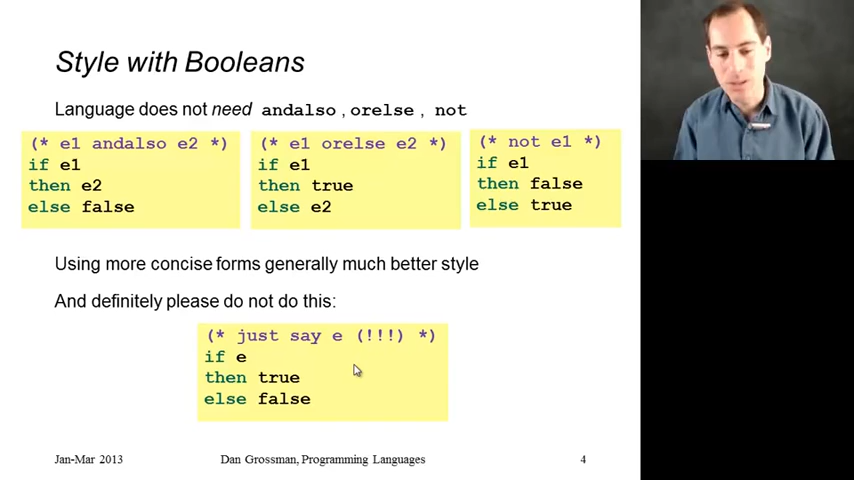 Style with Booleans
Language does not need andalso , orelse , not
(* e1 andalso e2 *)
if e1
then e2
else false
(* e1 orelse e2 *)
if e1
then true
else e2
(* not e1 *)
if e1
then false
else true
Using more concise forms generally much better style
And definitely please do not do this:
(* just say e (!!!) *)
if e
then true
else false
Jan-Mar 2013
Dan Grossman, Programming Languages
4